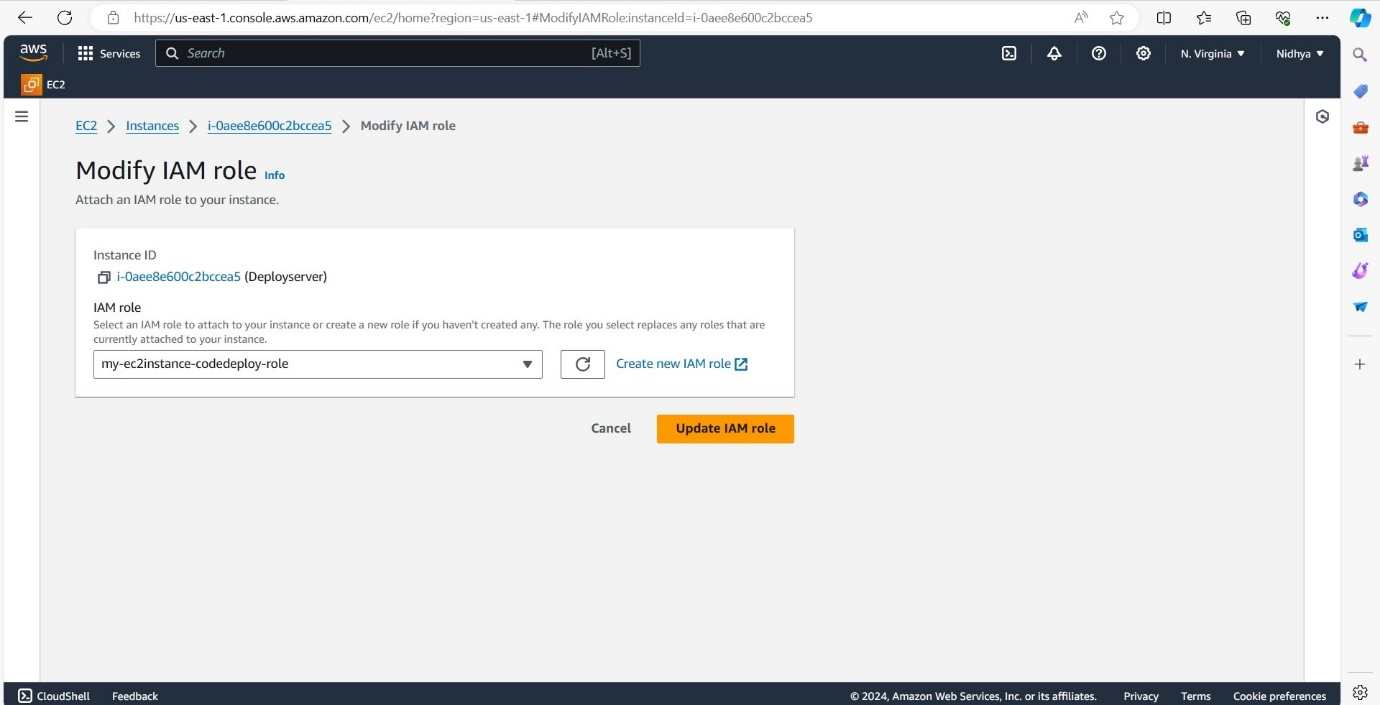 https://us-east-1.console.aws.amazon.com/ec2/home?region=us-east-1#ModifyIAMRole:instanceId=i-0aee8e600c2bccea5
aws Services Search [Alt+S] N. Virginia Nidhya
EC2
EC2 > Instances > i-0aee8e600c2bccea5 > Modify IAM role
Modify IAM role Info
Attach an IAM role to your instance.
Instance ID
i-0aee8e600c2bccea5 (Deployserver)
IAM role
Select an IAM role to attach to your instance or create a new role if you haven't created any. The role you select replaces any roles that are
currently attached to your instance.
my-ec2instance-codedeploy-role Create new IAM role
Cancel Update IAM role
CloudShell Feedback © 2024, Amazon Web Services, Inc. or its affiliates. Privacy Terms Cookie preferences